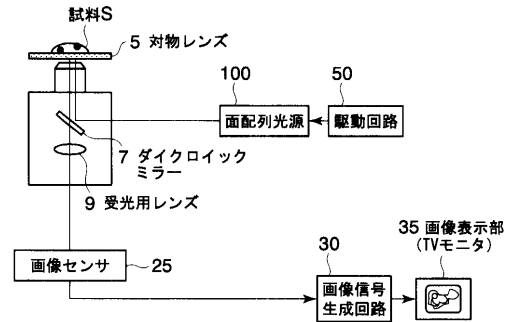 試料S
5 対物レンズ
100
50
面配列光源
駆動回路
7 ダイクロイック
ミラー
9 受光用レンズ
35 画像表示部
(TVモニタ)
30
画像センサ
25
画像信号
生成回路